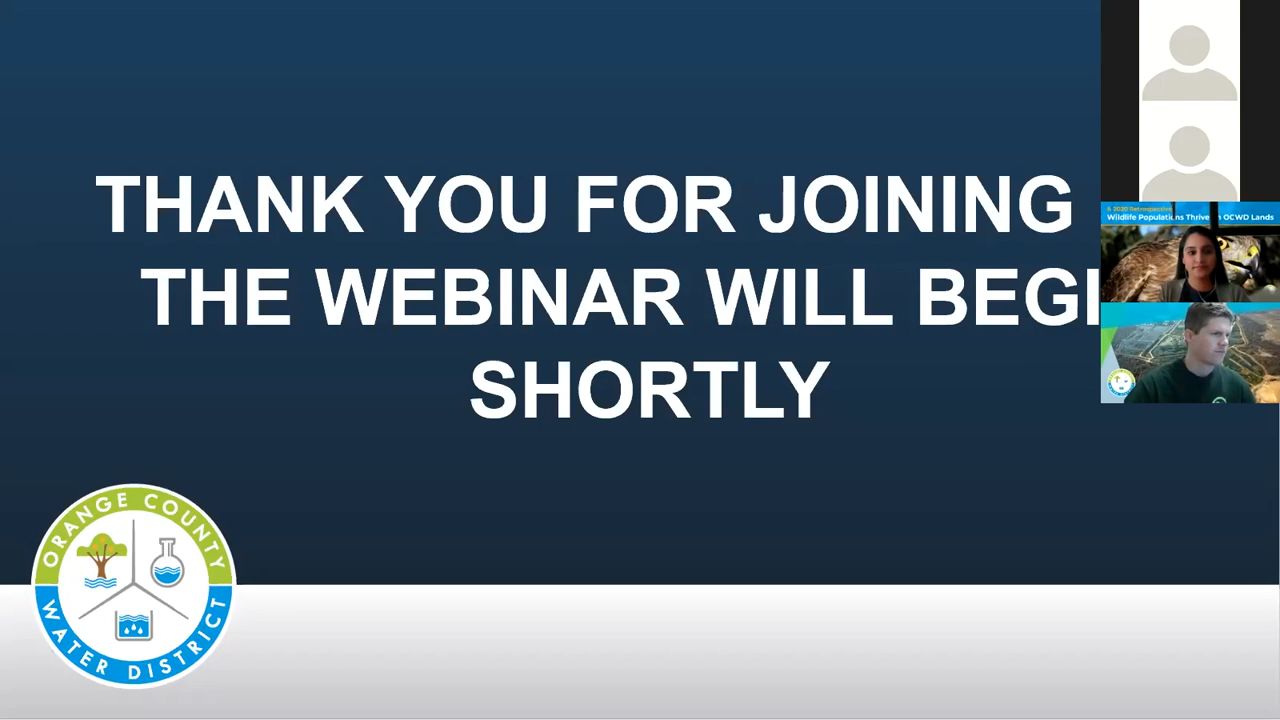 THANK YOU FOR JOINING
THE WEBINAR WILL BEGI
SHORTLY
A 2020 Retrospective
Wildlife Populations Thrive on OCWD Lands
ORANGE COUNTY
WATER DISTRICT